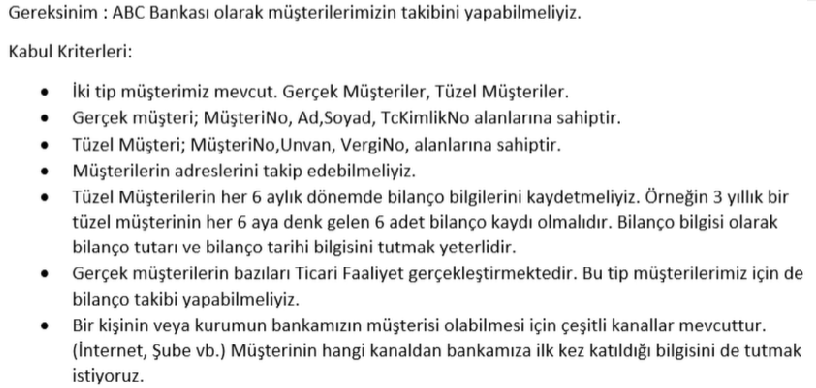 Gereksinim : ABC Bankası olarak müşterilerimizin takibini yapabilmeliyiz.
Kabul Kriterleri:
• İki tip müşterimiz mevcut. Gerçek Müşteriler, Tüzel Müşteriler.
• Gerçek müşteri; MüşteriNo, Ad,Soyad, TcKimlikNo alanlarına sahiptir.
• Tüzel Müşteri; MüşteriNo,Unvan, VergiNo, alanlarına sahiptir.
• Müşterilerin adreslerini takip edebilmeliyiz.
• Tüzel Müşterilerin her 6 aylık dönemde bilanço bilgilerini kaydetmeliyiz. Örneğin 3 yıllık bir
tüzel müşterinin her 6 aya denk gelen 6 adet bilanço kaydı olmalıdır. Bilanço bilgisi olarak
bilanço tutarı ve bilanço tarihi bilgisini tutmak yeterlidir.
• Gerçek müşterilerin bazıları Ticari Faaliyet gerçekleştirmektedir. Bu tip müşterilerimiz için de
bilanço takibi yapabilmeliyiz.
• Bir kişinin veya kurumun bankamızın müşterisi olabilmesi için çeşitli kanallar mevcuttur.
(İnternet, Şube vb.) Müşterinin hangi kanaldan bankamıza ilk kez katıldığı bilgisini de tutmak
istiyoruz.